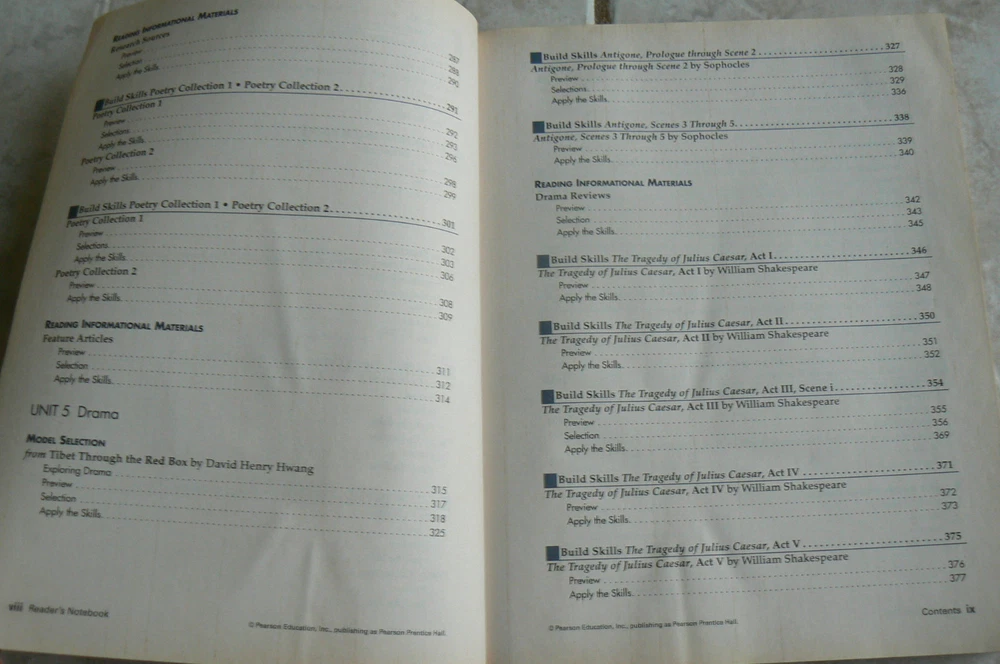 READING INFORMATIONAL MATERIALS
Research Sources
Preview 287
Selection 288
Apply the Skills 290
Build Skills Poetry Collection 1 • Poetry Collection 2 291
Poetry Collection 1
Preview 292
Selections 293
Apply the Skills 296
Poetry Collection 2
Preview 298
Apply the Skills 299
Build Skills Poetry Collection 1 • Poetry Collection 2 301
Poetry Collection 1
Preview 302
Selections 303
Apply the Skills 306
Poetry Collection 2
Preview 308
Apply the Skills 309
READING INFORMATIONAL MATERIALS
Feature Articles
Preview 311
Selection 312
Apply the Skills 314
UNIT 5 Drama
MODEL SELECTION
from Tibet Through the Red Box by David Henry Hwang
Exploring Drama 315
Preview 317
Selection 318
Apply the Skills 325
viii Reader's Notebook
© Pearson Education, Inc., publishing as Pearson Prentice Hall.
Build Skills Antigone, Prologue through Scene 2 327
Antigone, Prologue through Scene 2 by Sophocles
Preview 328
Selections 329
Apply the Skills 336
Build Skills Antigone, Scenes 3 Through 5 338
Antigone, Scenes 3 Through 5 by Sophocles
Preview 339
Apply the Skills 340
READING INFORMATIONAL MATERIALS
Drama Reviews
Preview 342
Selection 343
Apply the Skills 345
Build Skills The Tragedy of Julius Caesar, Act I 346
The Tragedy of Julius Caesar, Act I by William Shakespeare
Preview 347
Apply the Skills 348
Build Skills The Tragedy of Julius Caesar, Act II 350
The Tragedy of Julius Caesar, Act II by William Shakespeare
Preview 351
Apply the Skills 352
Build Skills The Tragedy of Julius Caesar, Act III, Scene i 354
The Tragedy of Julius Caesar, Act III by William Shakespeare
Preview 355
Selection 356
Apply the Skills 369
Build Skills The Tragedy of Julius Caesar, Act IV 371
The Tragedy of Julius Caesar, Act IV by William Shakespeare
Preview 372
Apply the Skills 373
Build Skills The Tragedy of Julius Caesar, Act V 375
The Tragedy of Julius Caesar, Act V by William Shakespeare
Preview 376
Apply the Skills 377
Contents ix
© Pearson Education, Inc., publishing as Pearson Prentice Hall.